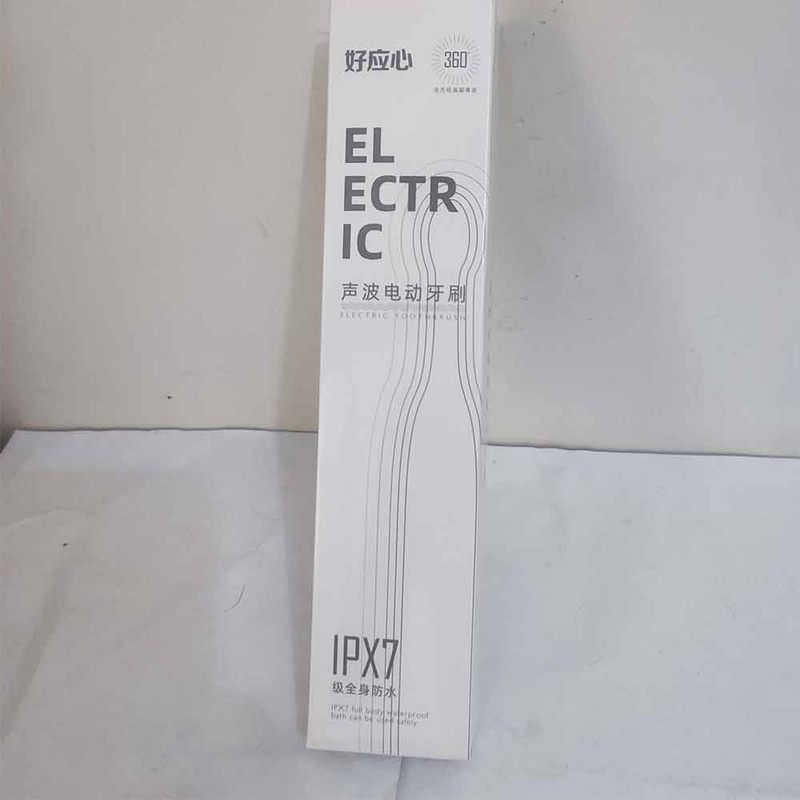 好应心
360°
EL
ECTR
IC
声波电动牙刷
ELECTRIC TOOTHBRUSH
IPX7
级全身防水
IPX7 full body waterproof
bath can be used safely